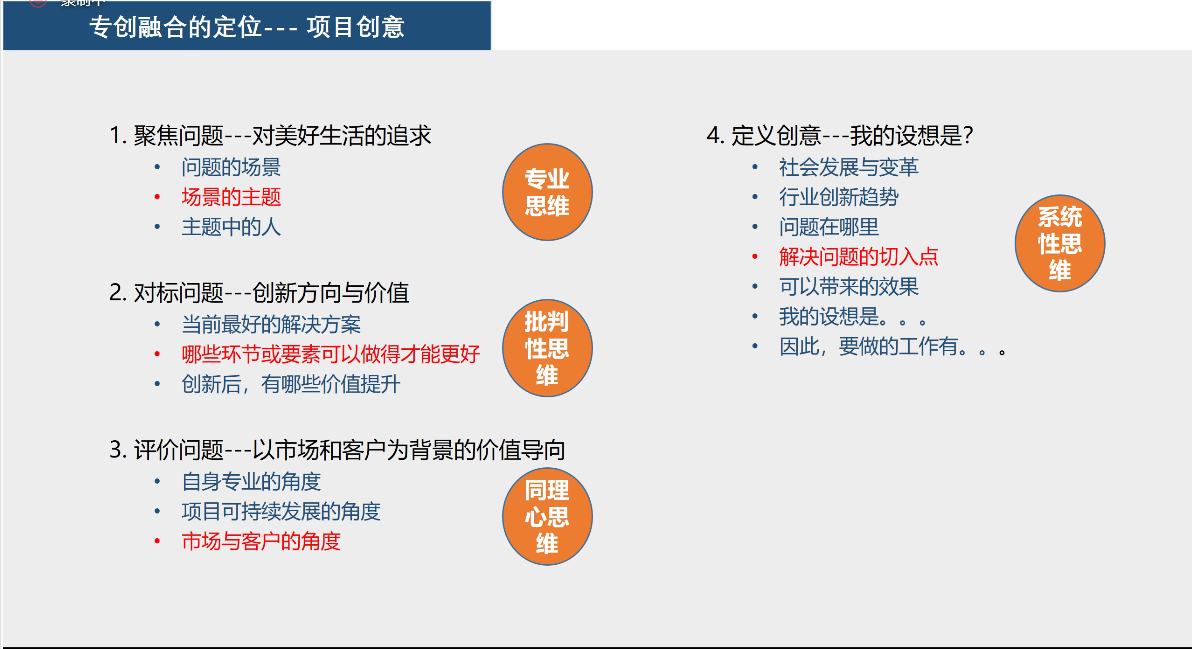 专创融合的定位--- 项目创意
1. 聚焦问题---对美好生活的追求
• 问题的场景
• 场景的主题
• 主题中的人
专业
思维
2. 对标问题---创新方向与价值
• 当前最好的解决方案
• 哪些环节或要素可以做得才能更好
• 创新后，有哪些价值提升
批判
性思
维
3. 评价问题---以市场和客户为背景的价值导向
• 自身专业的角度
• 项目可持续发展的角度
• 市场与客户的角度
同理
心思
维
4. 定义创意---我的设想是?
• 社会发展与变革
• 行业创新趋势
• 问题在哪里
• 解决问题的切入点
• 可以带来的效果
• 我的设想是。。。
• 因此，要做的工作有。。。
系统
性思
维